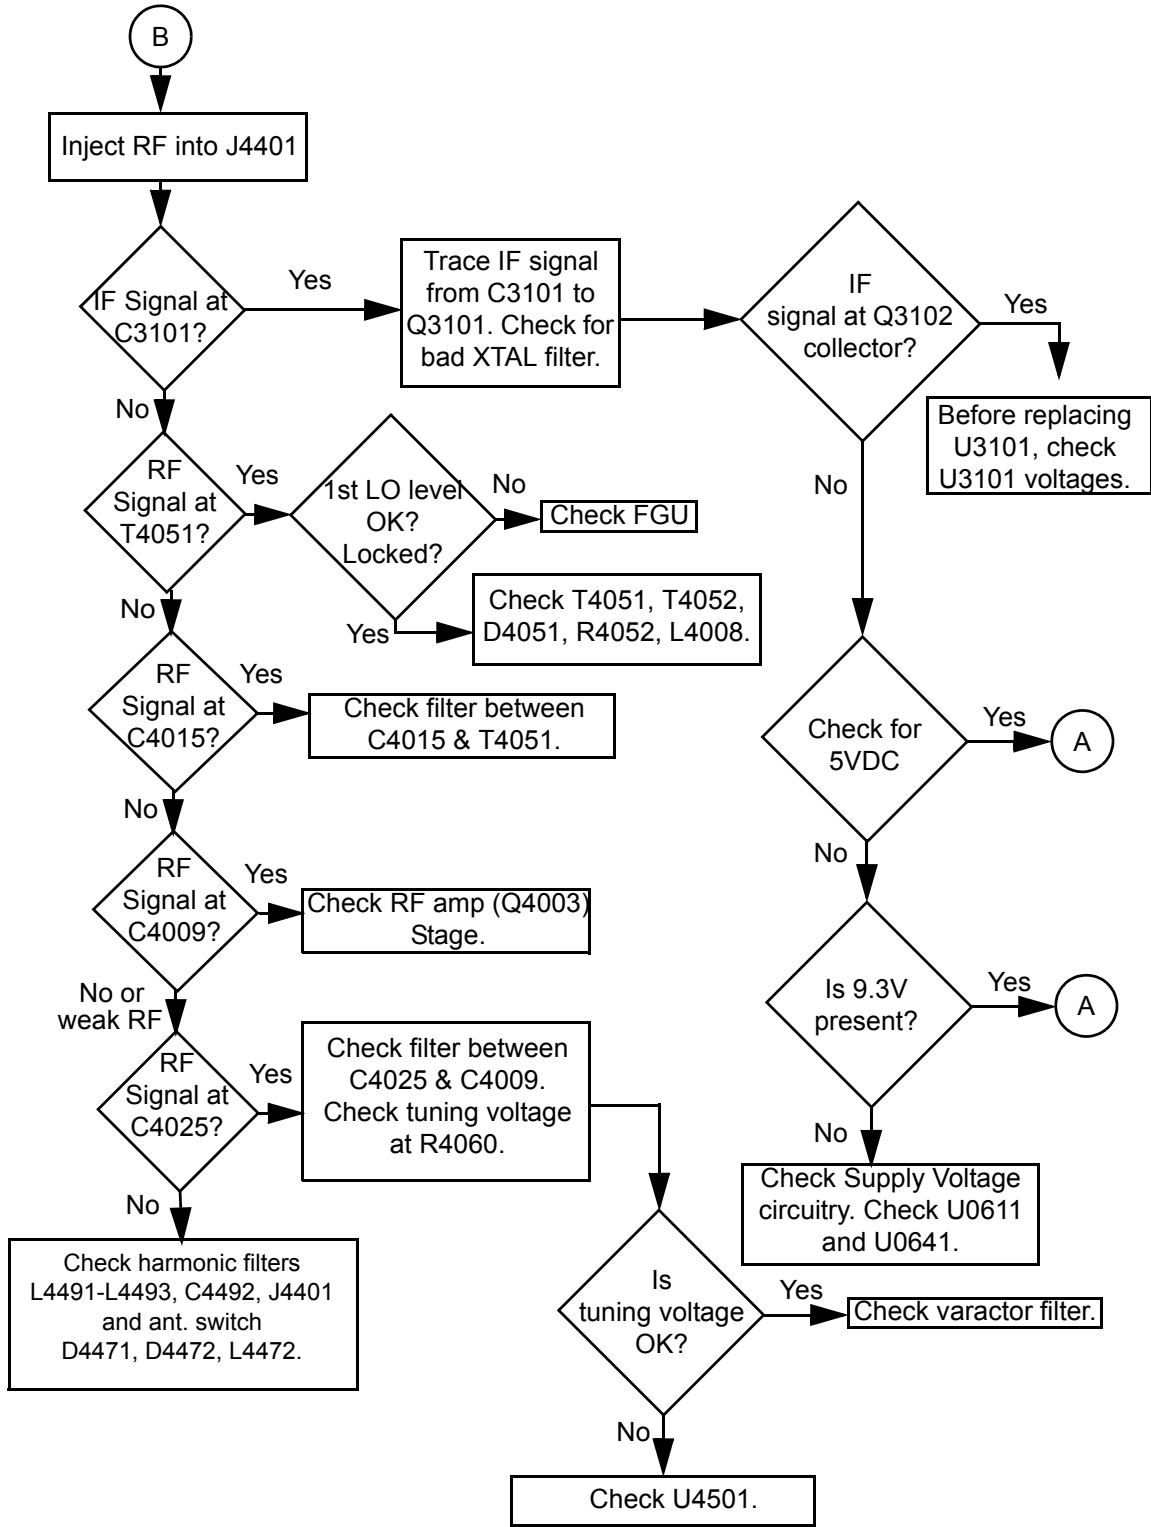 B
Inject RF into J4401
IF Signal at
C3101?
Yes
Trace IF signal
from C3101 to
Q3101. Check for
bad XTAL filter.
IF
signal at Q3102
collector?
Yes
Before replacing
U3101, check
U3101 voltages.
No
No
RF
Signal at
T4051?
Yes
1st LO level
OK?
Locked?
No
Check FGU
Yes
Check T4051, T4052,
D4051, R4052, L4008.
No
RF
Signal at
C4015?
Yes
Check filter between
C4015 & T4051.
Check for
5VDC
Yes
A
No
RF
Signal at
C4009?
Yes
Check RF amp (Q4003)
Stage.
No
Is 9.3V
present?
Yes
A
No or
weak RF
RF
Signal at
C4025?
Yes
Check filter between
C4025 & C4009.
Check tuning voltage
at R4060.
No
Check Supply Voltage
circuitry. Check U0611
and U0641.
No
Check harmonic filters
L4491-L4493, C4492, J4401
and ant. switch
D4471, D4472, L4472.
Is
tuning voltage
OK?
Yes
Check varactor filter.
No
Check U4501.